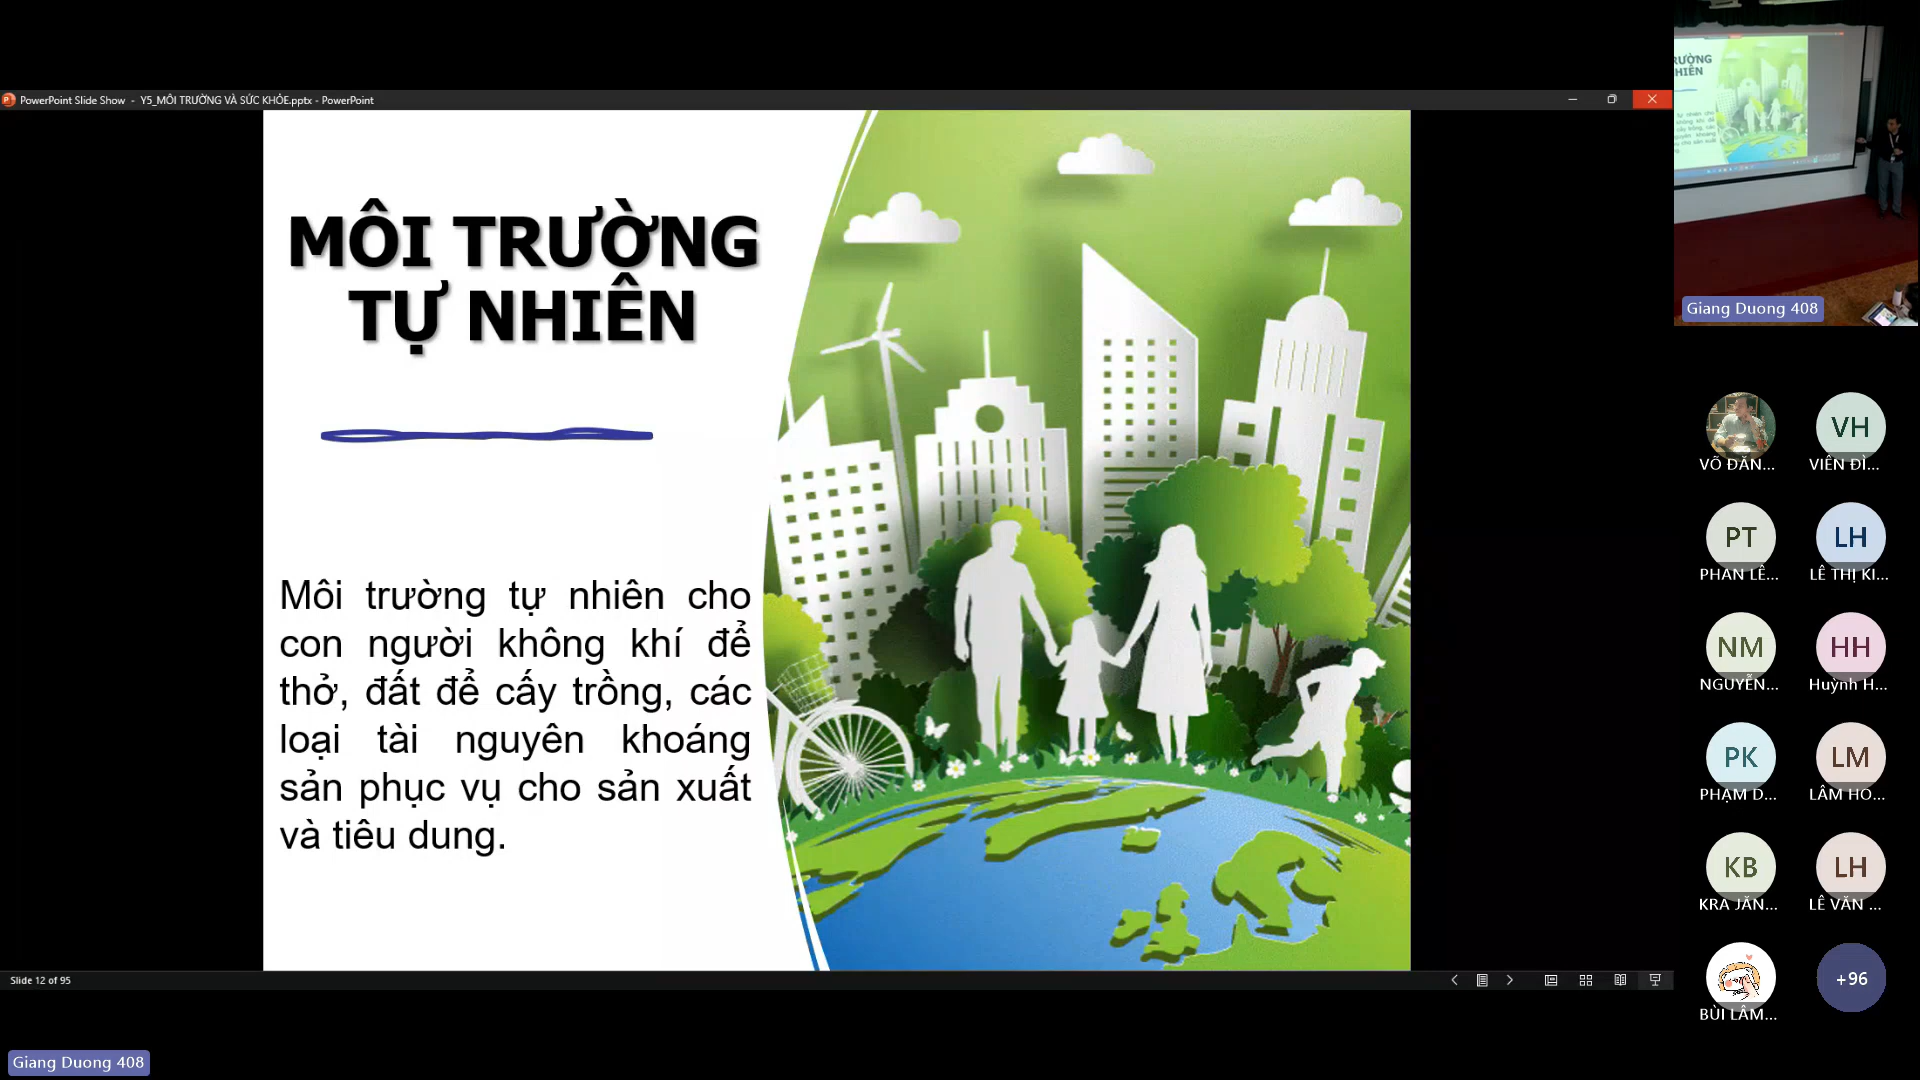 PowerPoint Slide Show - Y5_MÔI TRƯỜNG VÀ SỨC KHỎE.pptx - PowerPoint
MÔI TRƯỜNG
TỰ NHIÊN
Môi trường tự nhiên cho
con người không khí để
thở, đất để cấy trồng, các
loại tài nguyên khoáng
sản phục vụ cho sản xuất
và tiêu dung.
Slide 12 of 95
Giang Duong 408
Giang Duong 408
VÕ ĐĂN...
VH
VIÊN ĐÌ...
PT
PHAN LÊ...
LH
LÊ THỊ KI...
NM
NGUYỄN...
HH
Huỳnh H...
PK
PHẠM D...
LM
LÂM HO...
KB
KRA JĂN...
LH
LÊ VĂN ...
BÙI LÂM...
+96